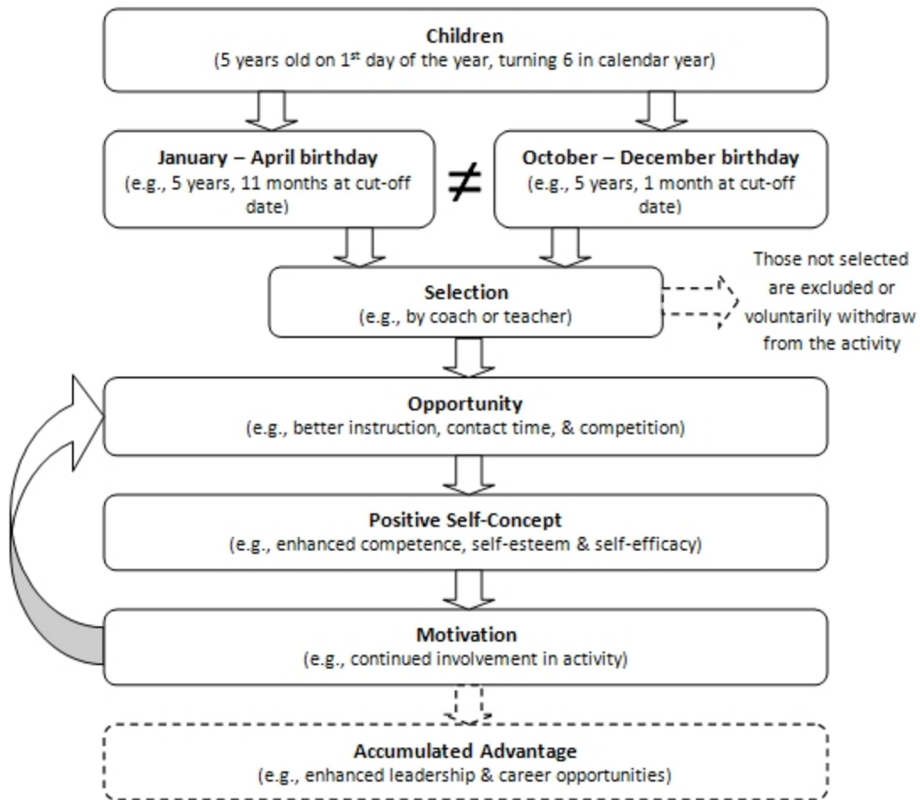 Children
(5 years old on 1st day of the year, turning 6 in calendar year)
January – April birthday
(e.g., 5 years, 11 months at cut-off
date)
≠
October – December birthday
(e.g., 5 years, 1 month at cut-off
date)
Selection
(e.g., by coach or teacher)
Those not selected
are excluded or
voluntarily withdraw
from the activity
Opportunity
(e.g., better instruction, contact time, & competition)
Positive Self-Concept
(e.g., enhanced competence, self-esteem & self-efficacy)
Motivation
(e.g., continued involvement in activity)
Accumulated Advantage
(e.g., enhanced leadership & career opportunities)